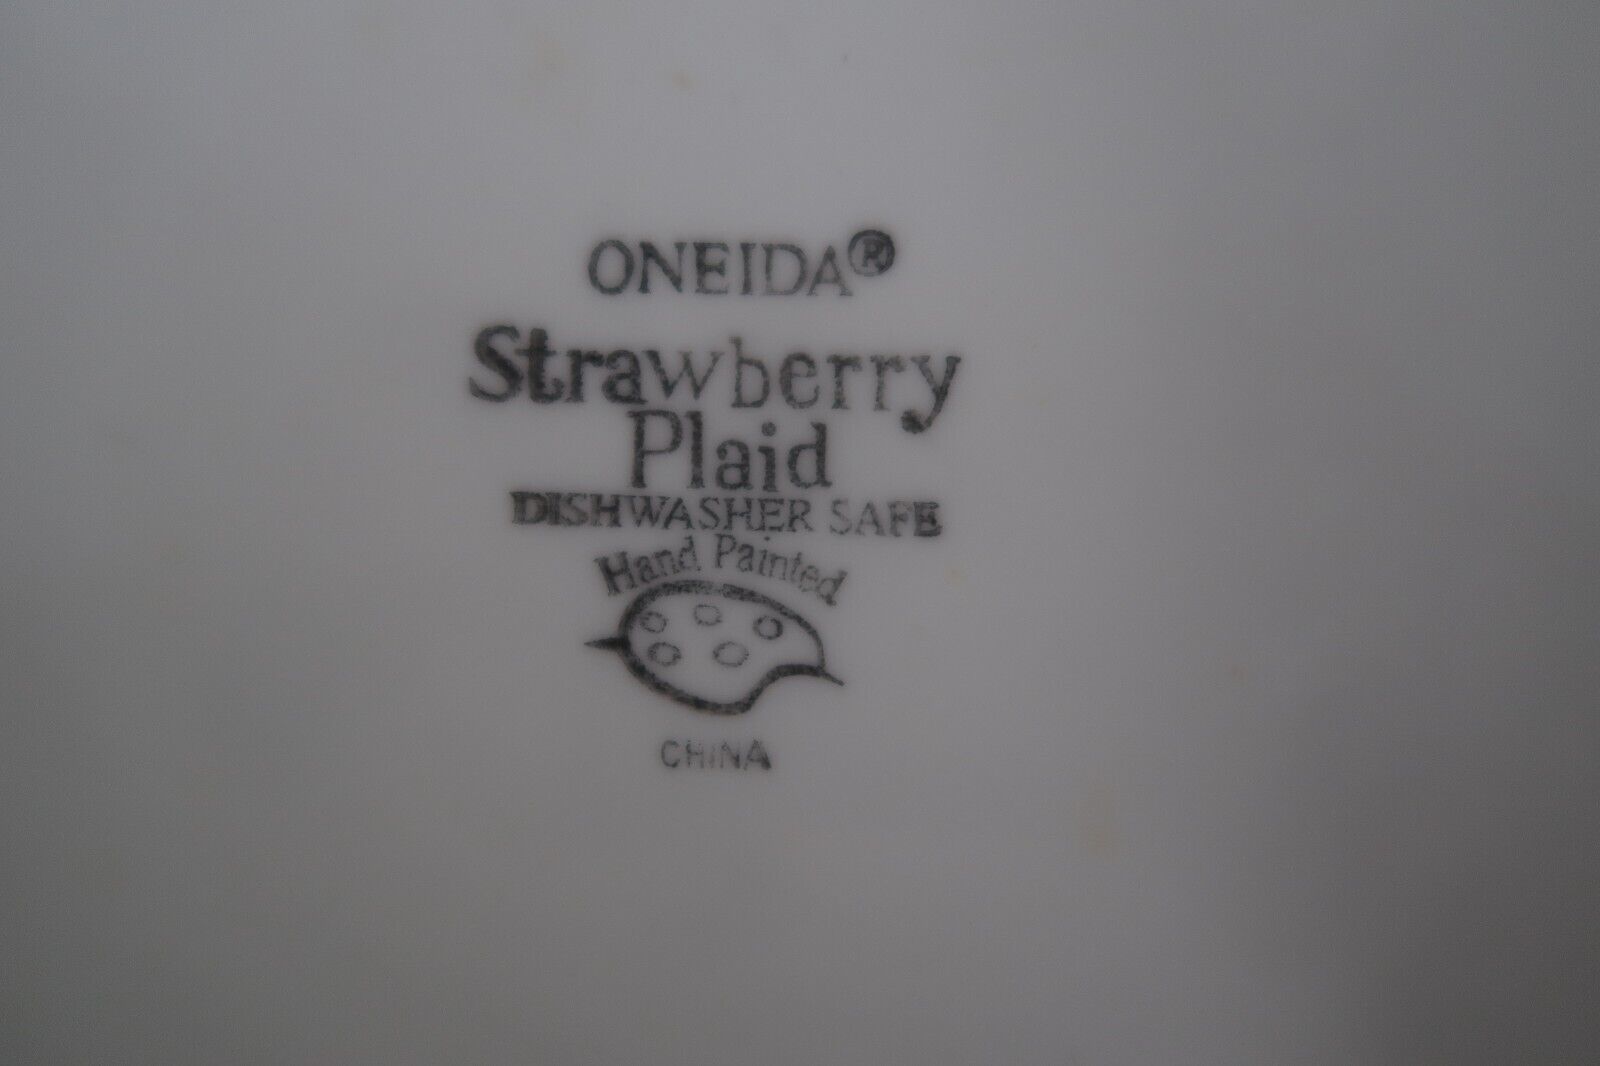 ONEIDA®
Strawberry
Plaid
DISHWASHER SAFE
Hand Painted
CHINA